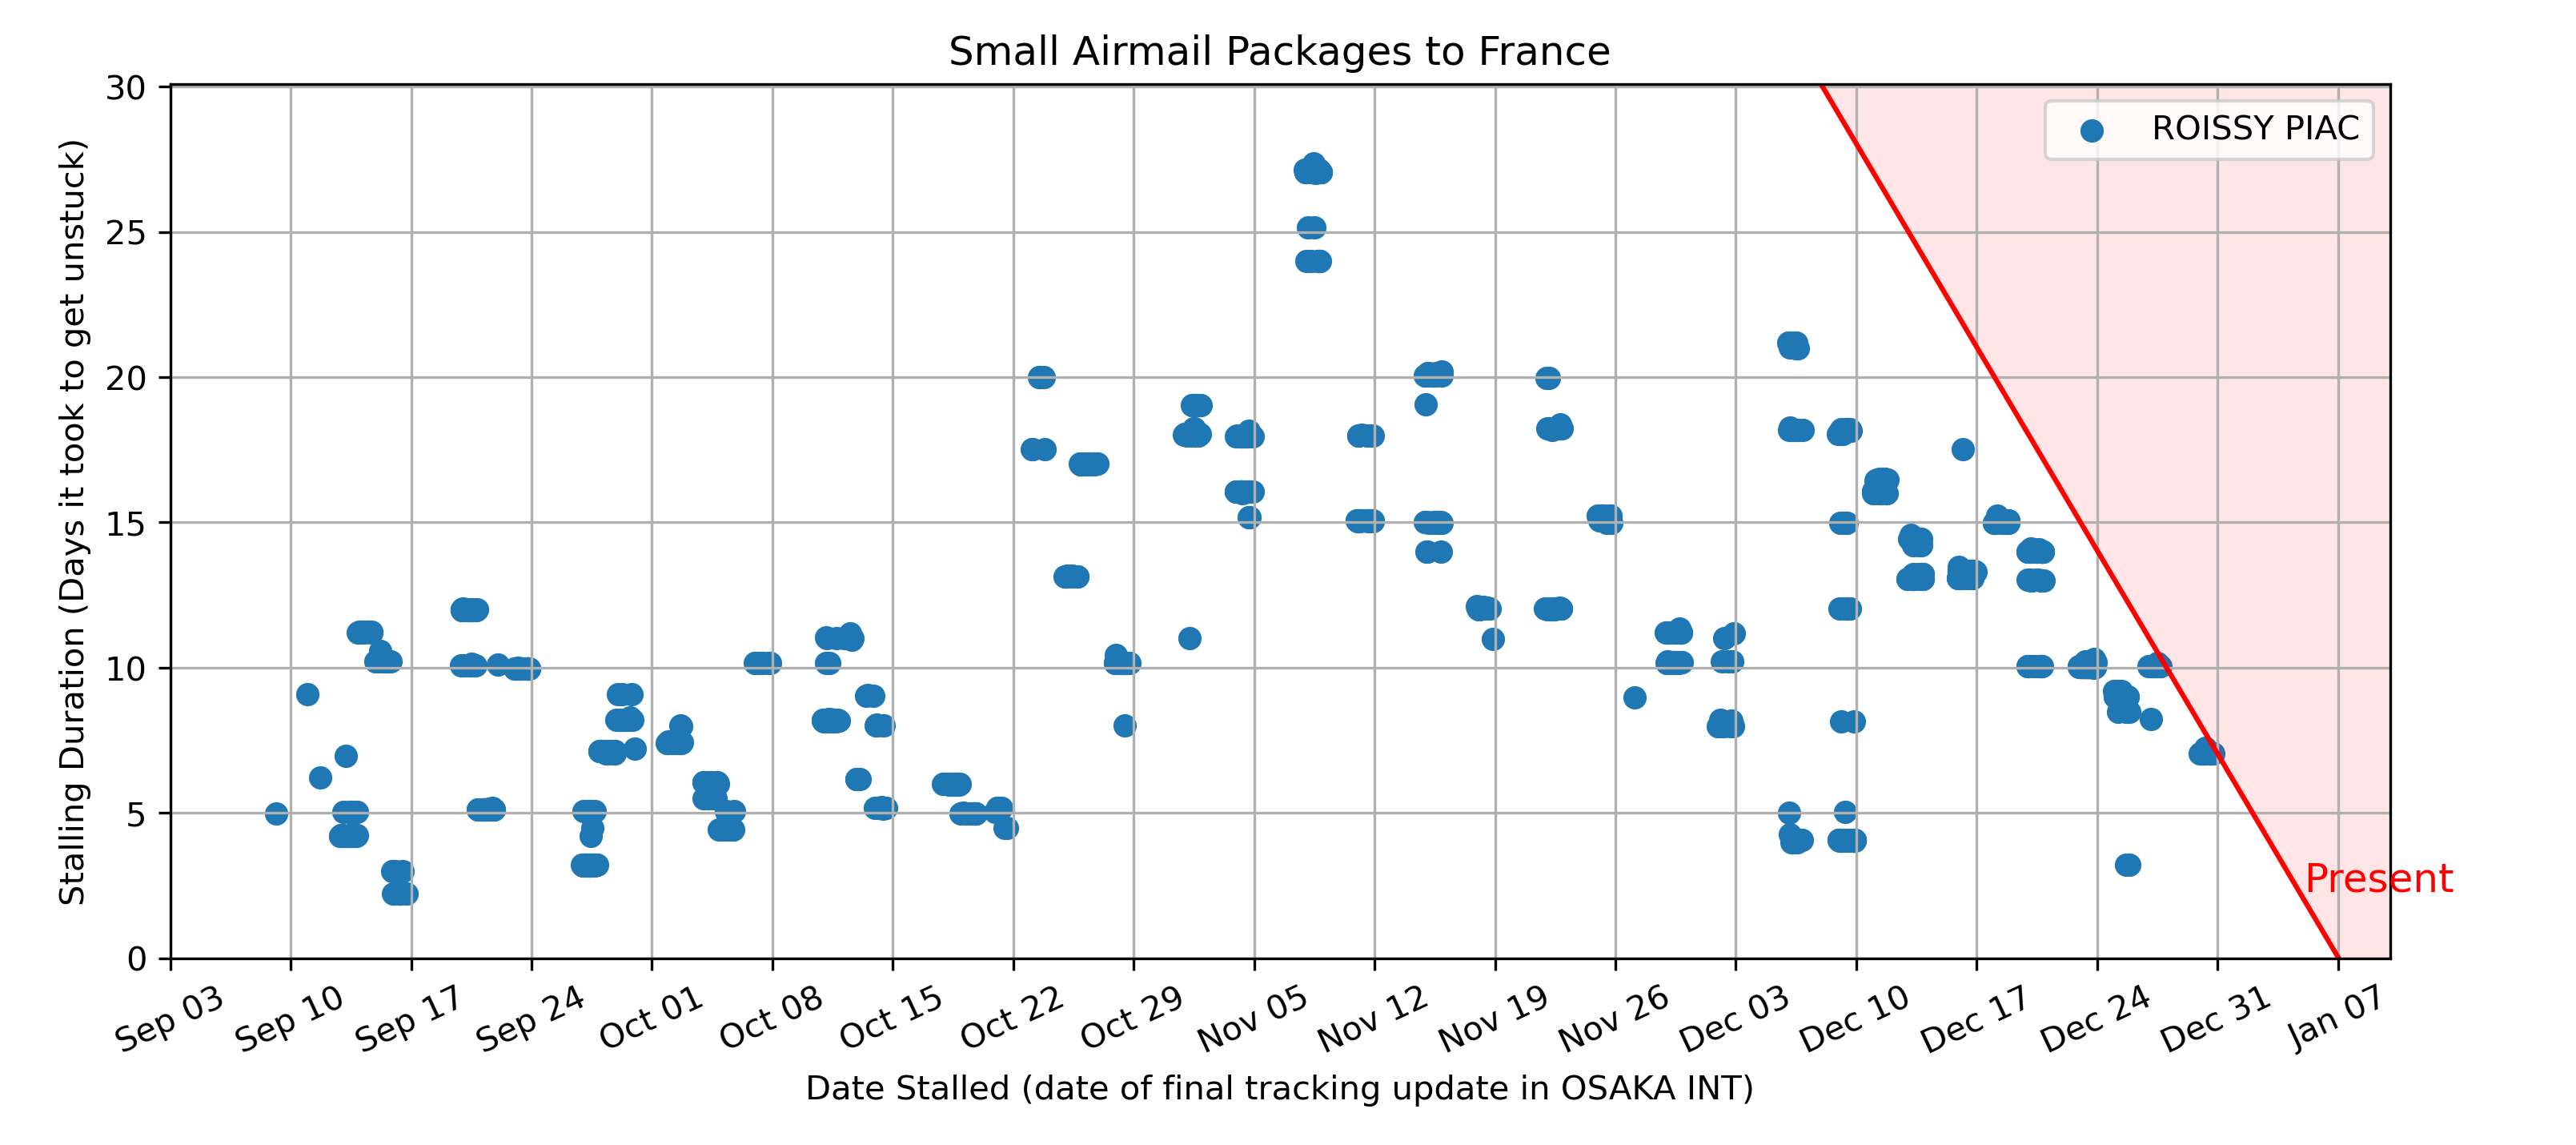 Small Airmail Packages to France
ROISSY PIAC
30
25
20
15
10
5
0
Stalling Duration (Days it took to get unstuck)
Present
Sep 03
Sep 10
Sep 17
Sep 24
Oct 01
Oct 08
Oct 15
Oct 22
Oct 29
Nov 05
Nov 12
Nov 19
Nov 26
Dec 03
Dec 10
Dec 17
Dec 24
Dec 31
Jan 07
Date Stalled (date of final tracking update in OSAKA INT)